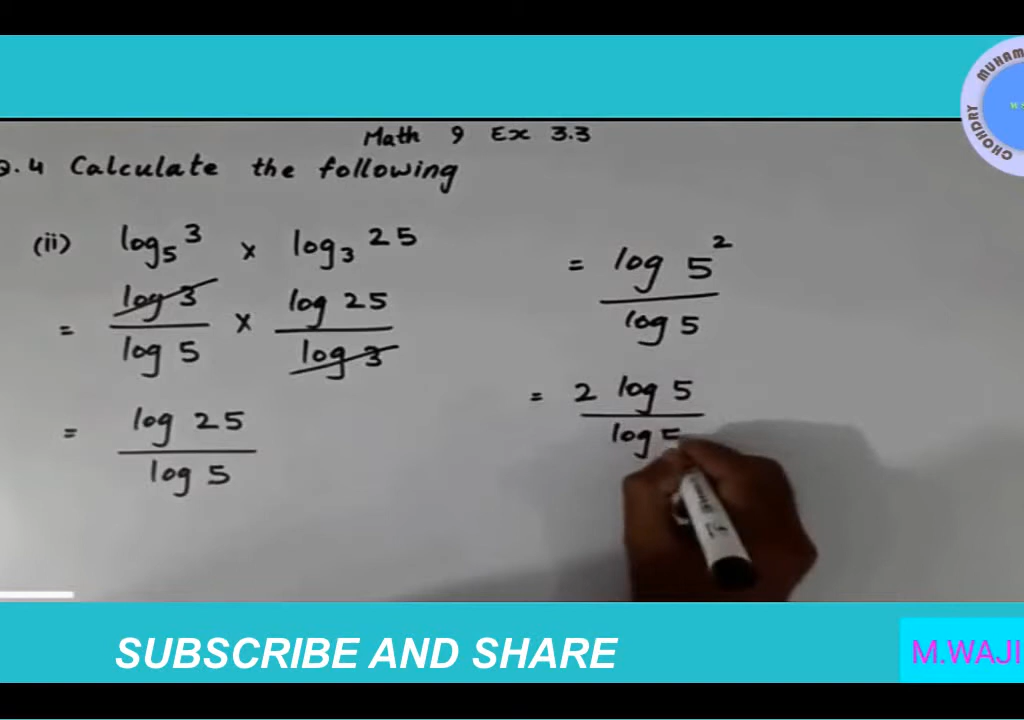 Math 9 Ex 3.3
Q.4 Calculate the following
(ii) log₅ 3 × log₃ 25
= log 3 / log 5 × log 25 / log 3
= log 25 / log 5
= log 5² / log 5
= 2 log 5 / log 5
CHOHDRY
SUBSCRIBE AND SHARE
M.WAJI